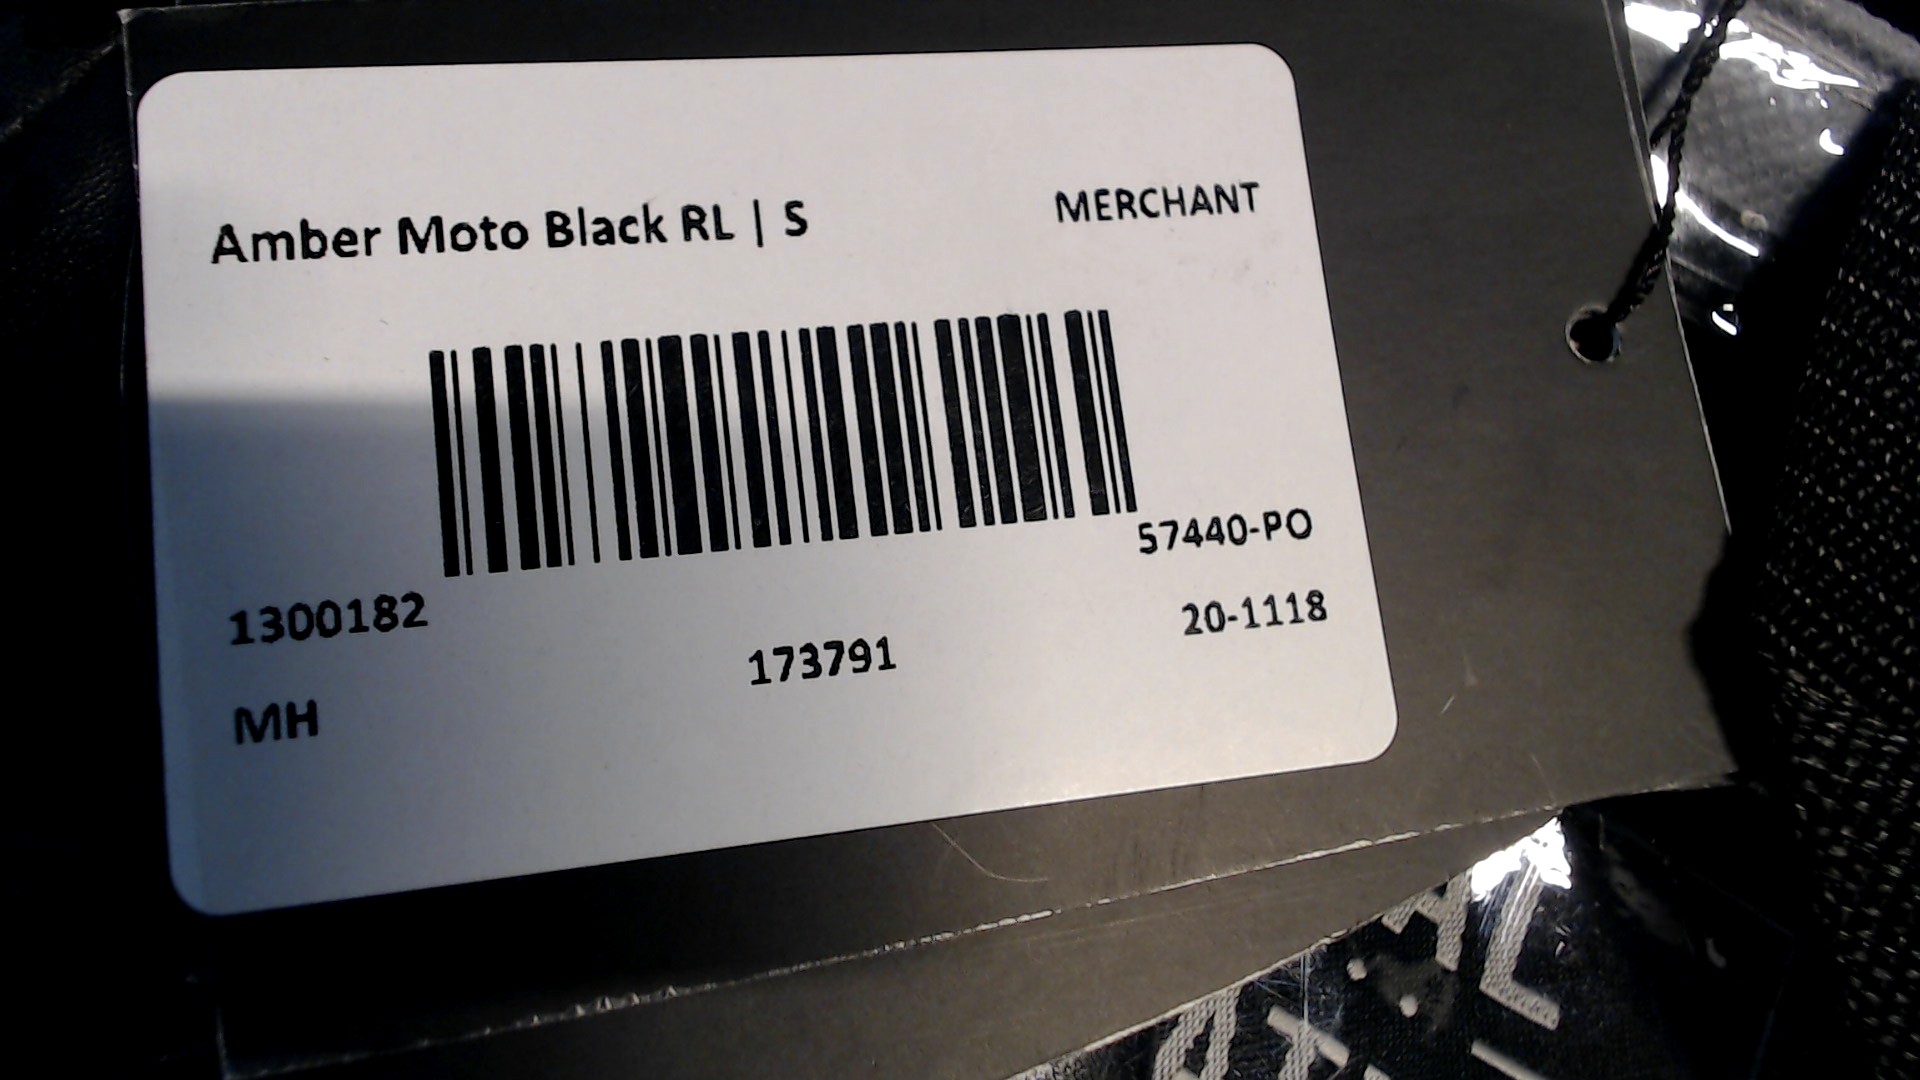 Amber Moto Black RL | S
MERCHANT
57440-PO
1300182
20-1118
173791
MH